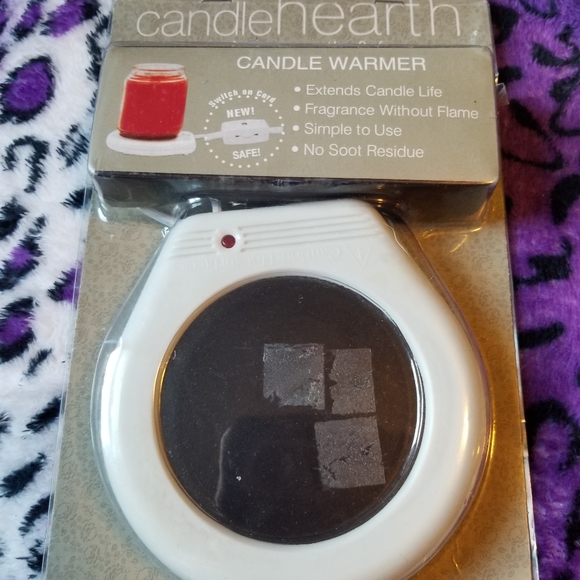 candlehearth
CANDLE WARMER
Switch on Cord
NEW!
SAFE!
• Extends Candle Life
• Fragrance Without Flame
• Simple to Use
• No Soot Residue